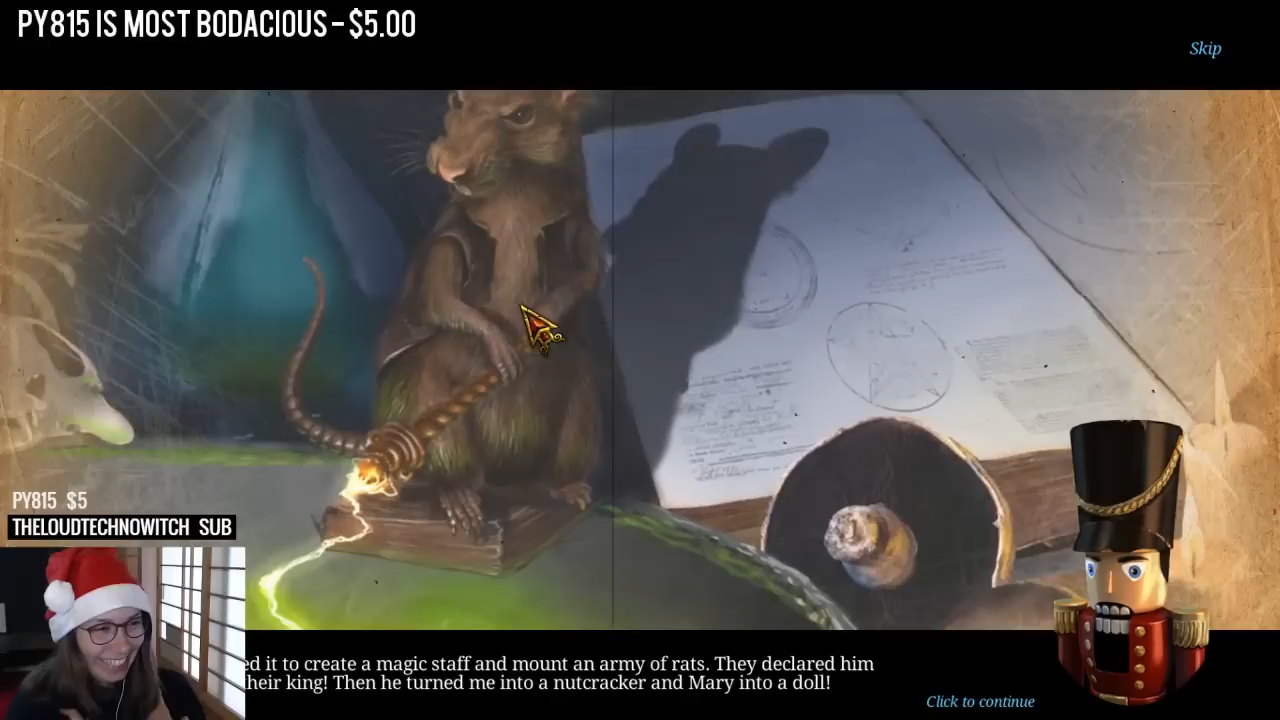 PY815 IS MOST BODACIOUS - $5.00
Skip
PY815 $5
THELOUDTECHNOWITCH SUB
it to create a magic staff and mount an army of rats. They declared him
king! Then he turned me into a nutcracker and Mary into a doll!
Click to continue